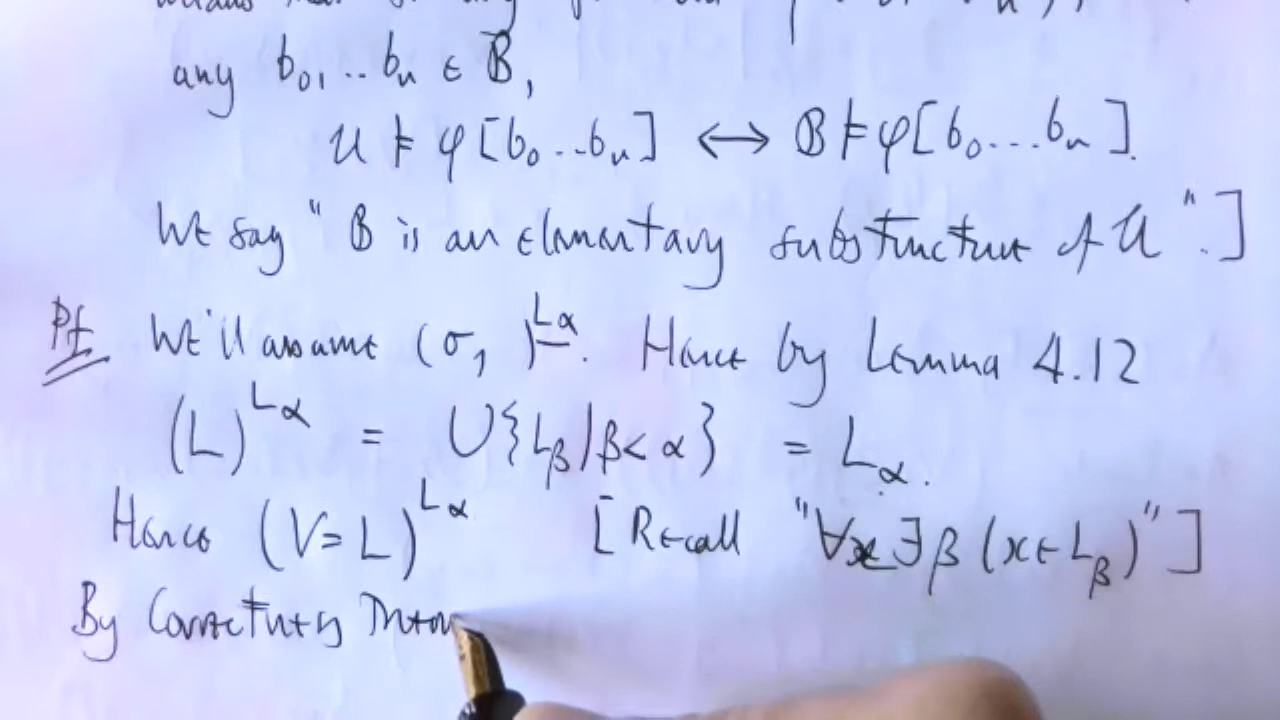 any b₀,..bₙ ∈ 𝔅,
𝔘 ⊨ φ[b₀..bₙ] ↔ 𝔅 ⊨ φ[b₀...bₙ].
We say " 𝔅 is an elementary substructure of 𝔘 ".]
Pf We'll assume (σ₁ )^{L_α}. Hence by Lemma 4.12
(L)^{L_α} = ∪{L_β | β < α} = L_α.
Hence (V=L)^{L_α} [Recall "∀x∃β (x∈L_β)"]
By Correctness